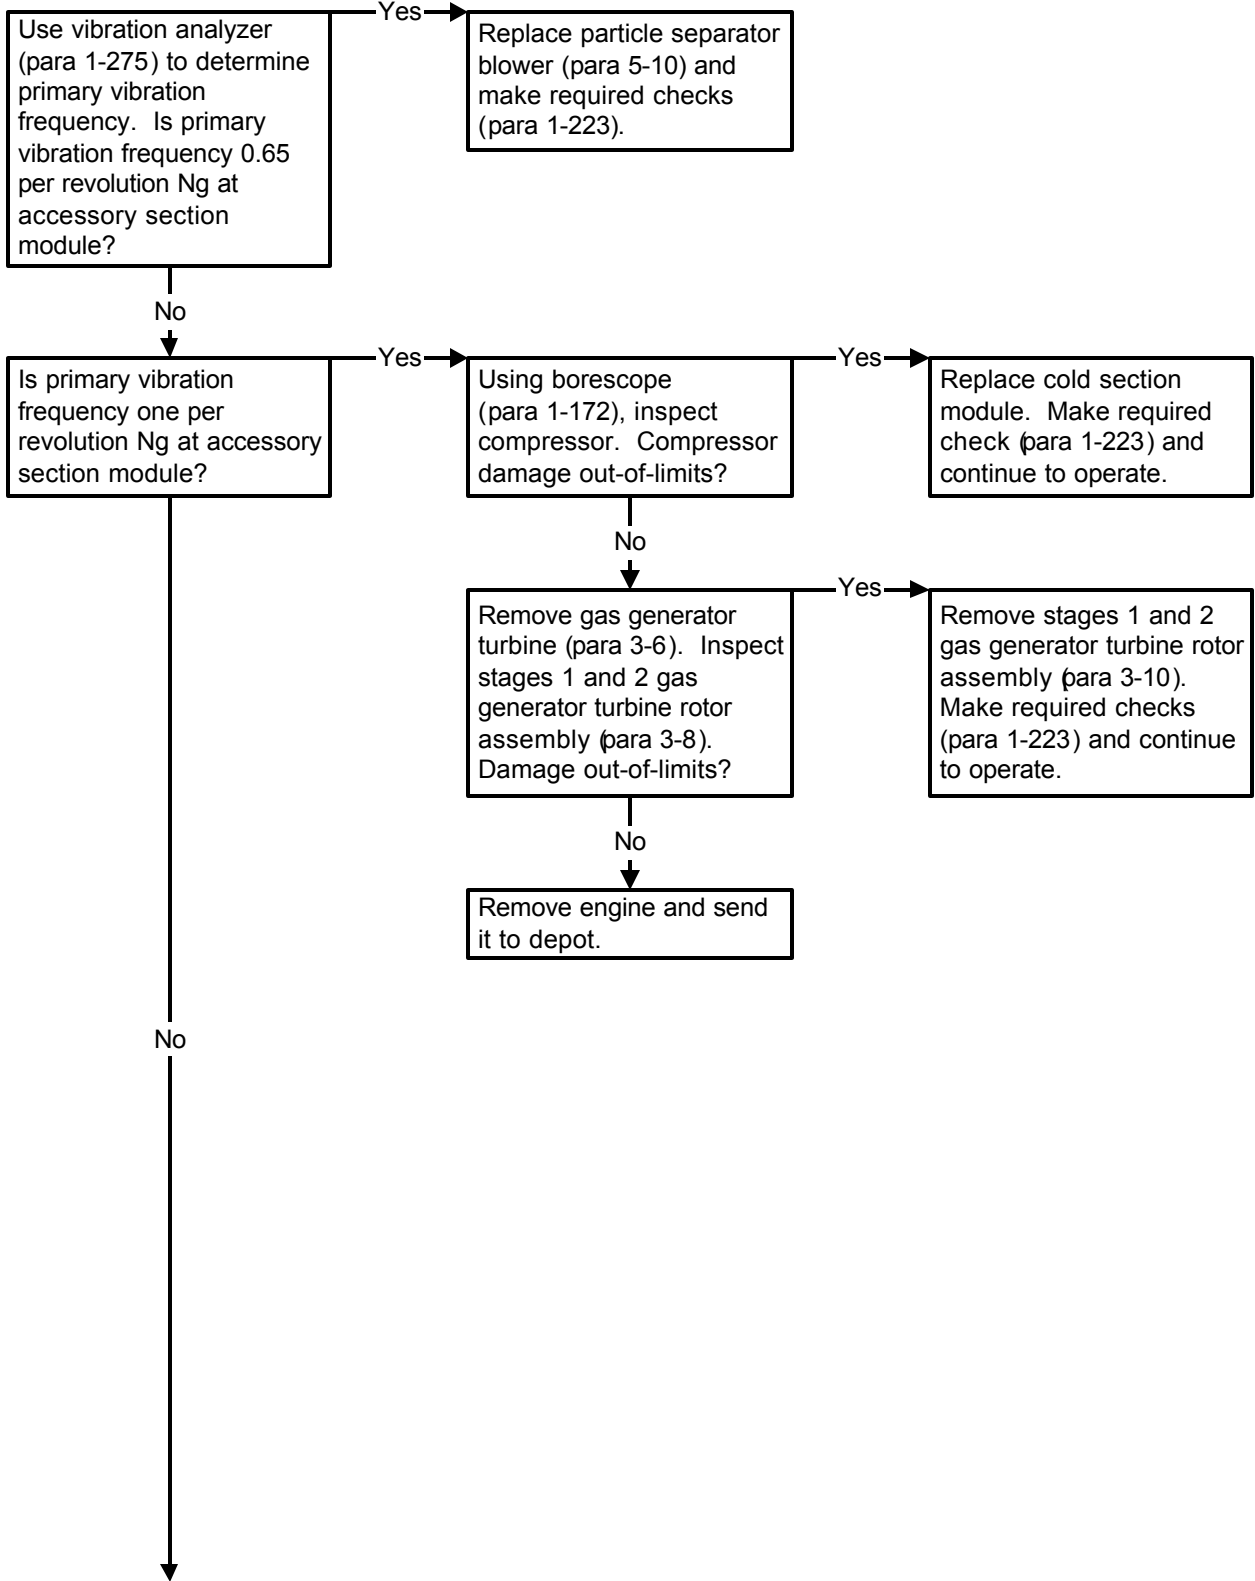 Use vibration analyzer
(para 1-275) to determine
primary vibration
frequency.  Is primary
vibration frequency 0.65
per revolution Ng at
accessory section
module?
Yes
Replace particle separator
blower (para 5-10) and
make required checks
(para 1-223).
No
Is primary vibration
frequency one per
revolution Ng at accessory
section module?
Yes
Using borescope
(para 1-172), inspect
compressor.  Compressor
damage out-of-limits?
Yes
Replace cold section
module.  Make required
check (para 1-223) and
continue to operate.
No
Remove gas generator
turbine (para 3-6).  Inspect
stages 1 and 2 gas
generator turbine rotor
assembly (para 3-8).
Damage out-of-limits?
Yes
Remove stages 1 and 2
gas generator turbine rotor
assembly (para 3-10).
Make required checks
(para 1-223) and continue
to operate.
No
Remove engine and send
it to depot.
No